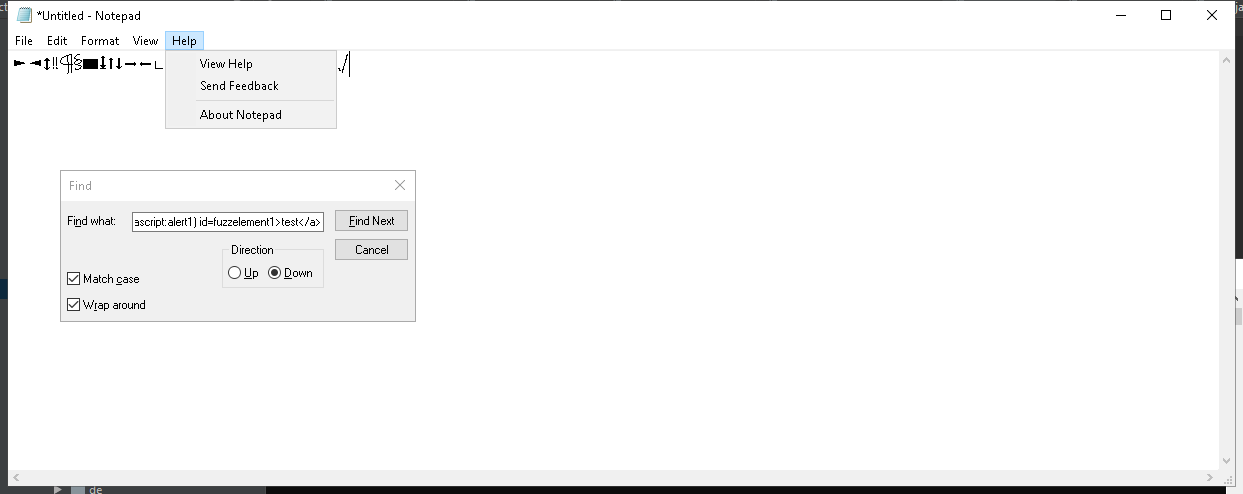 *Untitled - Notepad
File Edit Format View Help
►◄↕‼¶§▬↨↑↓→←∟ ./
View Help
Send Feedback
About Notepad
Find
Find what: ascript:alert1) id=fuzzelement1>test</a> Find Next
Direction Cancel
Up Down
Match case
Wrap around
de